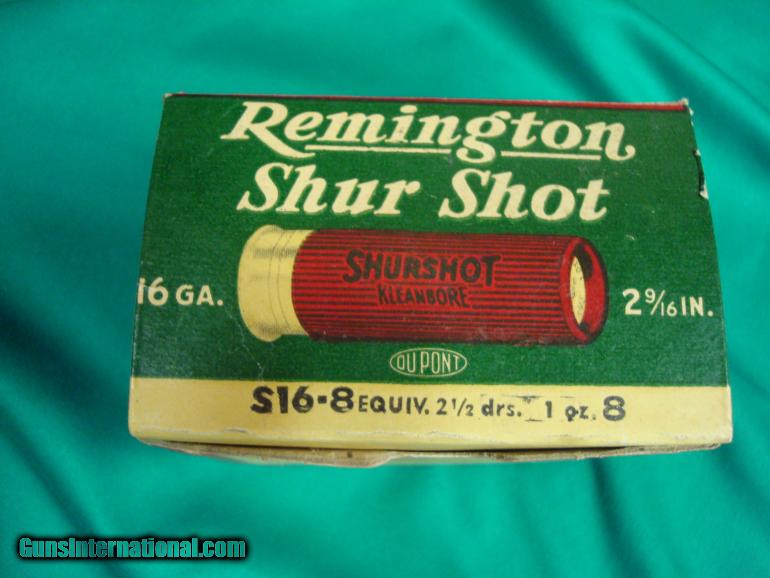 Remington
Shur Shot
SHURSHOT
KLEANBORE
16 GA.
2 9/16 IN.
DU PONT
S16-8 EQUIV. 2 1/2 drs. 1 oz. 8
GunsInternational.com